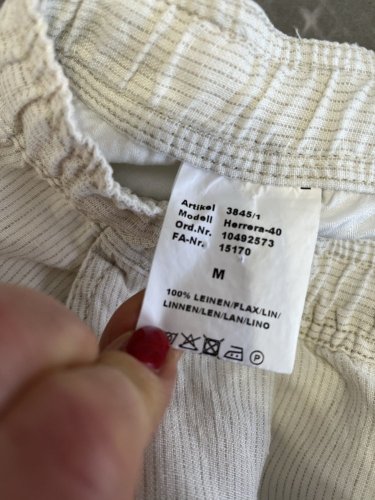 Artikel 3845/1
Modell Herrera-40
Ord.Nr. 10492573
FA-Nr. 15170
M
100% LEINEN/FLAX/LIN/
LINNEN/LEN/LAN/LINO
P